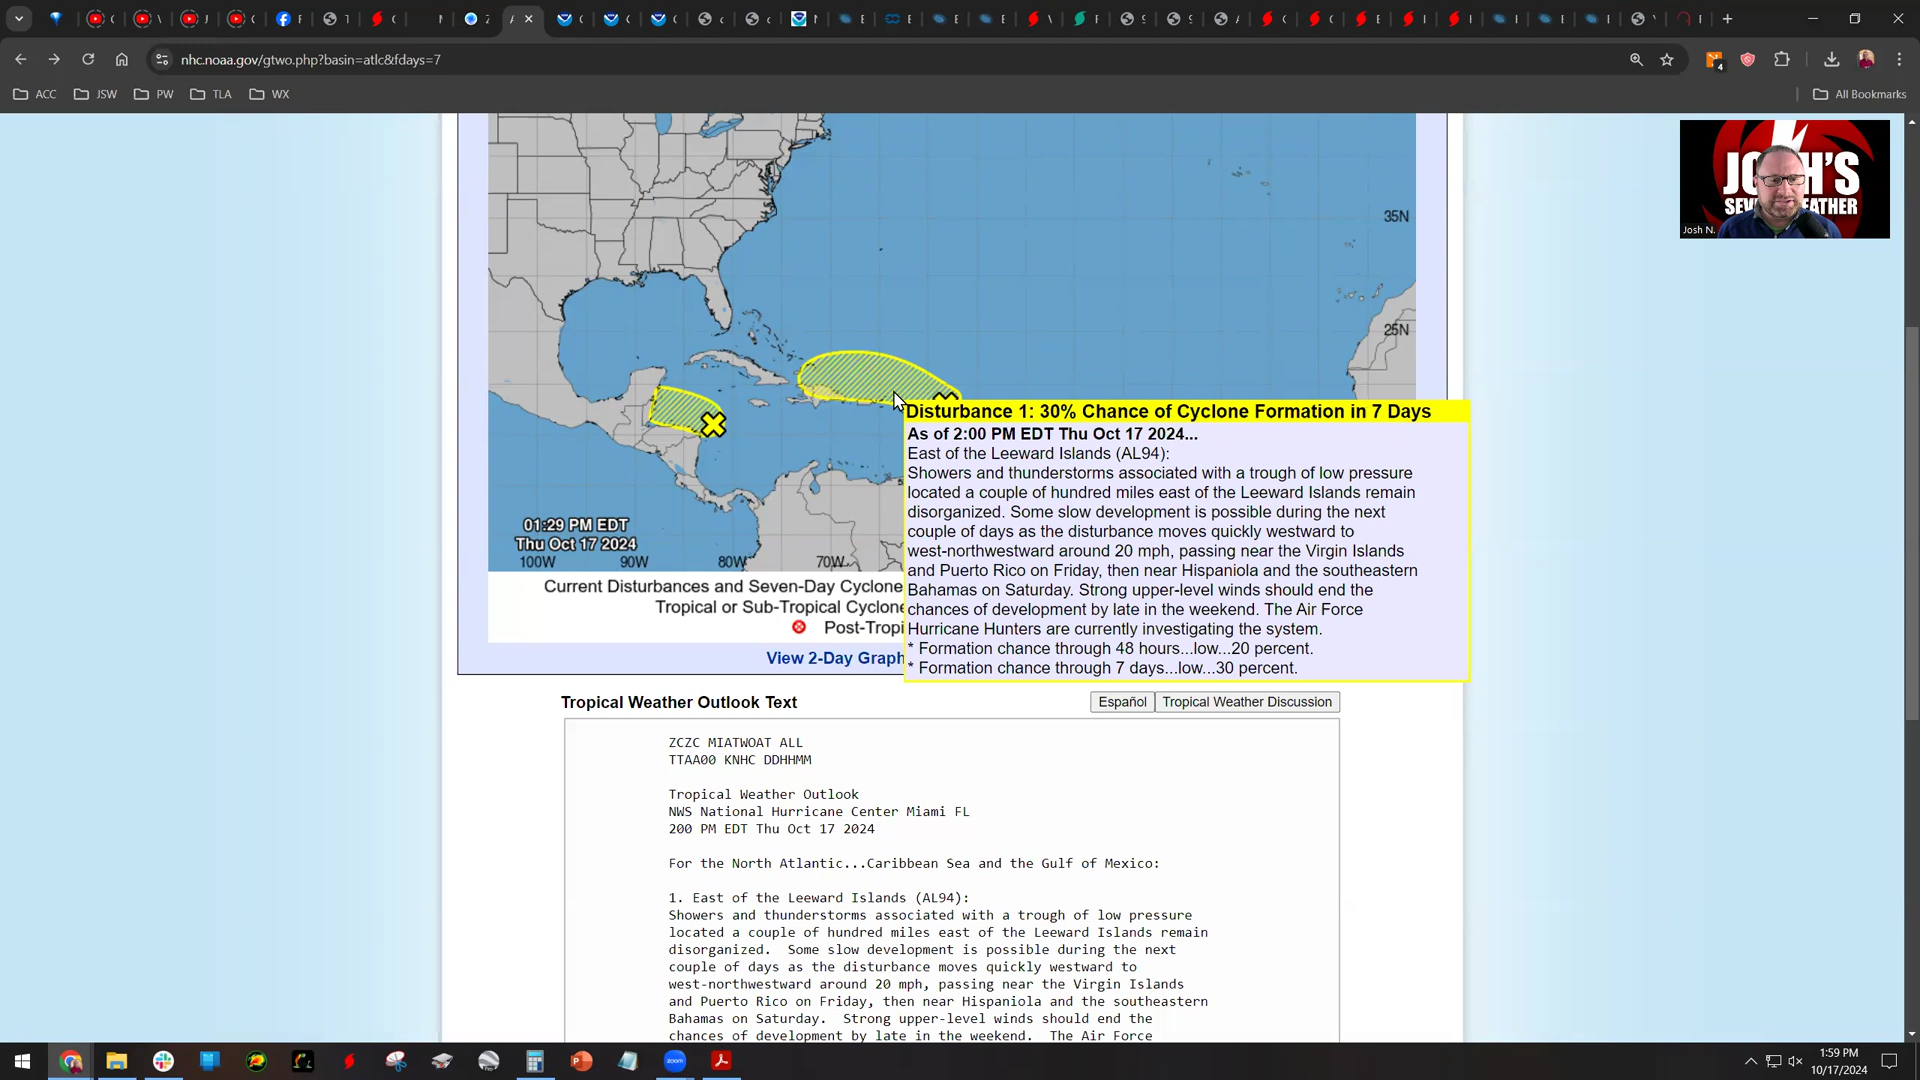 nhc.noaa.gov/gtwo.php?basin=atlc&fdays=7
4
ACC
JSW
PW
TLA
WX
All Bookmarks
JOSH'S
Josh N.
35N
25N
01:29 PM EDT
Thu Oct 17 2024
100W
90W
80W
70W
Disturbance 1: 30% Chance of Cyclone Formation in 7 Days
As of 2:00 PM EDT Thu Oct 17 2024...
East of the Leeward Islands (AL94):
Showers and thunderstorms associated with a trough of low pressure
located a couple of hundred miles east of the Leeward Islands remain
disorganized. Some slow development is possible during the next
couple of days as the disturbance moves quickly westward to
west-northwestward around 20 mph, passing near the Virgin Islands
and Puerto Rico on Friday, then near Hispaniola and the southeastern
Bahamas on Saturday. Strong upper-level winds should end the
chances of development by late in the weekend. The Air Force
Hurricane Hunters are currently investigating the system.
* Formation chance through 48 hours...low...20 percent.
* Formation chance through 7 days...low...30 percent.
Current Disturbances and Seven-Day Cyclone
Tropical or Sub-Tropical Cyclone
Post-Tropi
View 2-Day Graph
Tropical Weather Outlook Text
Español
Tropical Weather Discussion
ZCZC MIATWOAT ALL
TTAA00 KNHC DDHHMM
Tropical Weather Outlook
NWS National Hurricane Center Miami FL
200 PM EDT Thu Oct 17 2024
For the North Atlantic...Caribbean Sea and the Gulf of Mexico:
1. East of the Leeward Islands (AL94):
Showers and thunderstorms associated with a trough of low pressure
located a couple of hundred miles east of the Leeward Islands remain
disorganized.  Some slow development is possible during the next
couple of days as the disturbance moves quickly westward to
west-northwestward around 20 mph, passing near the Virgin Islands
and Puerto Rico on Friday, then near Hispaniola and the southeastern
Bahamas on Saturday.  Strong upper-level winds should end the
chances of development by late in the weekend.  The Air Force
1:59 PM
10/17/2024